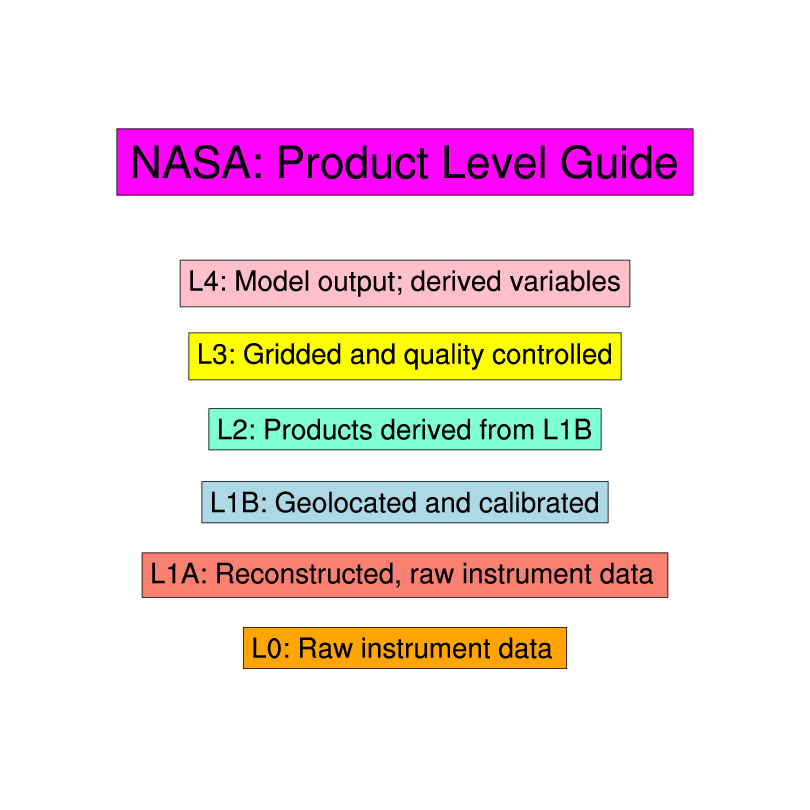 NASA: Product Level Guide
L4: Model output; derived variables
L3: Gridded and quality controlled
L2: Products derived from L1B
L1B: Geolocated and calibrated
L1A: Reconstructed, raw instrument data
L0: Raw instrument data